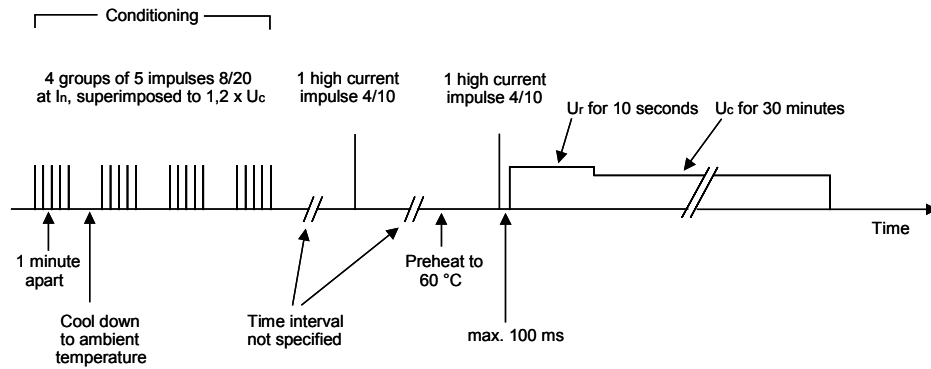 Conditioning
4 groups of 5 impulses 8/20
at In, superimposed to 1,2 x Uc
1 high current
impulse 4/10
1 high current
impulse 4/10
Ur for 10 seconds
Uc for 30 minutes
Time
1 minute
apart
Cool down
to ambient
temperature
Time interval
not specified
Preheat to
60 °C
max. 100 ms